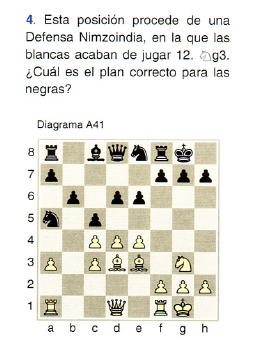 4. Esta posición procede de una
Defensa Nimzoindia, en la que las
blancas acaban de jugar 12. ♘g3.
¿Cuál es el plan correcto para las
negras?
Diagrama A41
8
7
6
5
4
3
2
1
a b c d e f g h